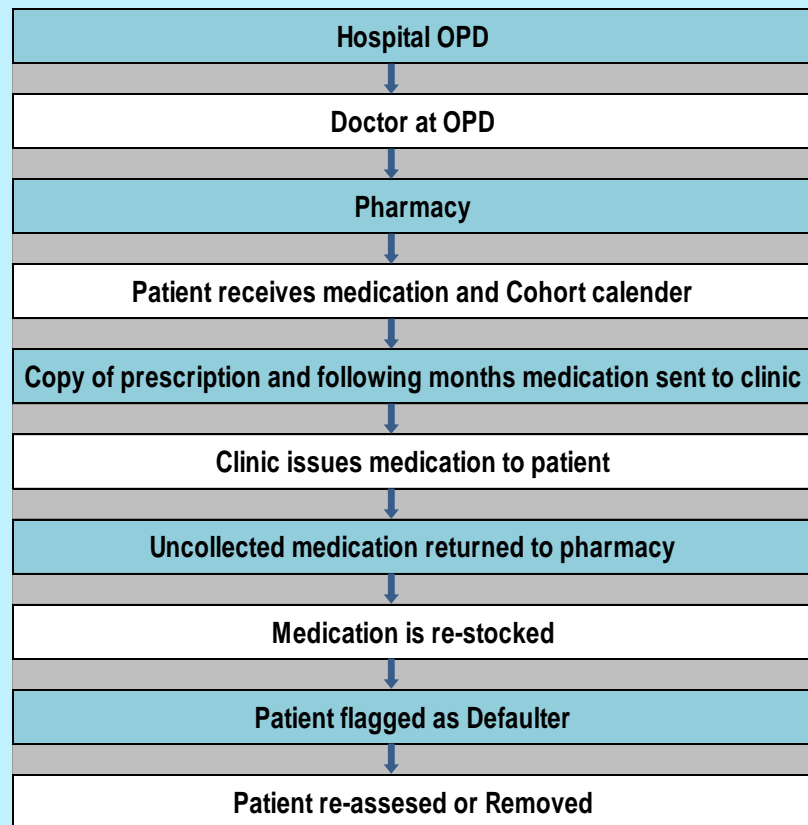 Hospital OPD
Doctor at OPD
Pharmacy
Patient receives medication and Cohort calender
Copy of prescription and following months medication sent to clinic
Clinic issues medication to patient
Uncollected medication returned to pharmacy
Medication is re-stocked
Patient flagged as Defaulter
Patient re-assesed or Removed